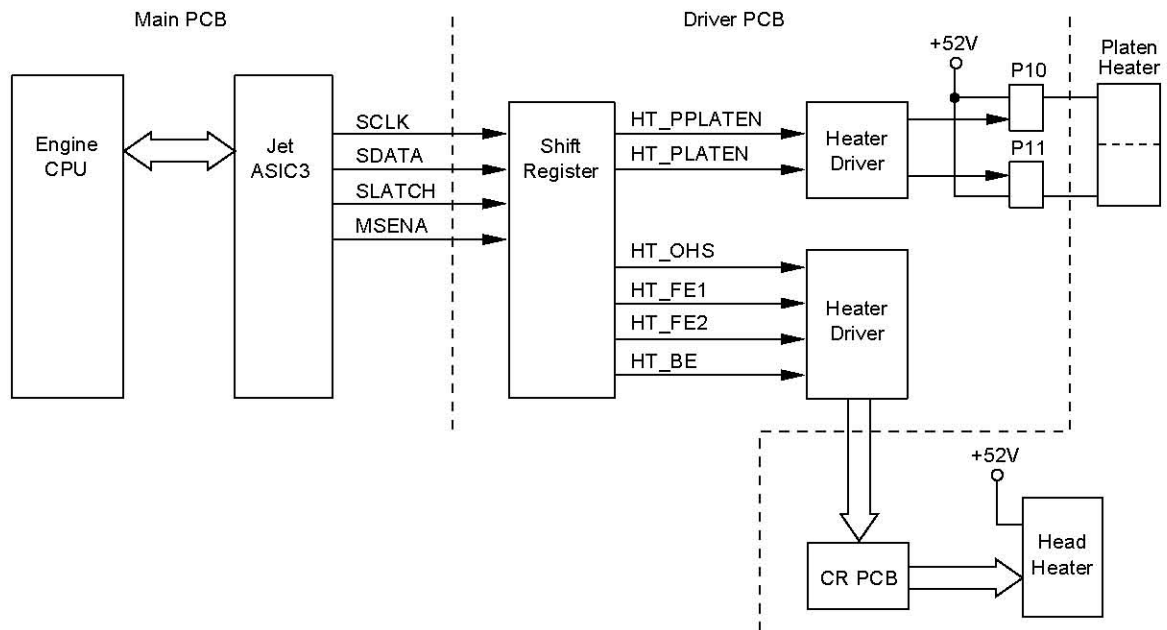 Main PCB
Driver PCB
+52V
Platen
Heater
P10
Engine
CPU
Jet
ASIC3
SCLK
SDATA
SLATCH
MSENA
Shift
Register
HT_PPLATEN
HT_PLATEN
Heater
Driver
P11
HT_OHS
HT_FE1
HT_FE2
HT_BE
Heater
Driver
+52V
CR PCB
Head
Heater